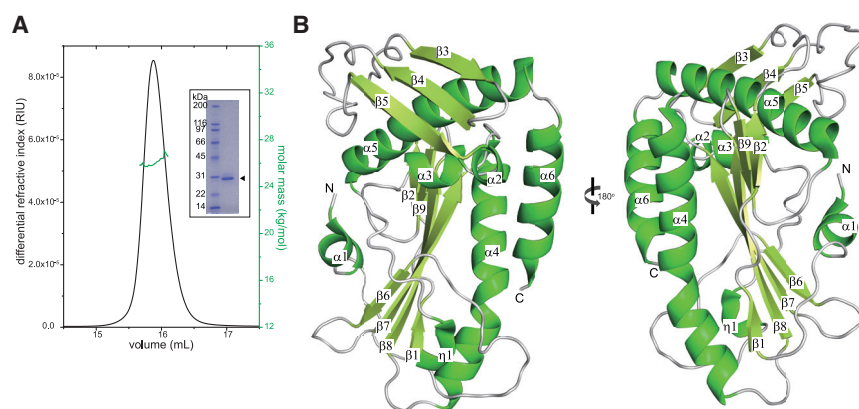 A
differential refractive index (RIU)
8.0×10⁻⁵
6.0×10⁻⁵
4.0×10⁻⁵
2.0×10⁻⁵
0.0
15
16
17
volume (mL)
36
32
28
24
20
16
12
molar mass (kg/mol)
kDa
200
116
97
66
45
31
22
14
B
β3
β4
β5
α5
α3
α2
α6
N
β2
β9
α4
α1
C
β6
β7
β8
β1
η1
180°
β3
β4
β5
α5
α2
α3
β9
β2
N
α6
α4
α1
C
β6
η1
β7
β8
β1